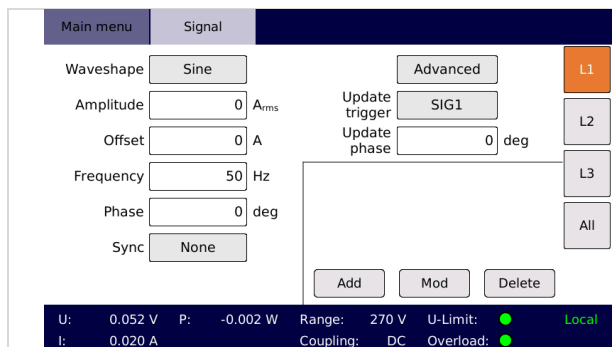 Main menu Signal
Waveshape Sine Advanced L1
Amplitude 0 Arms Update trigger SIG1 L2
Offset 0 A Update phase 0 deg
Frequency 50 Hz L3
Phase 0 deg All
Sync None
Add Mod Delete
U: 0.052 V P: -0.002 W Range: 270 V U-Limit: Local
I: 0.020 A Coupling: DC Overload: